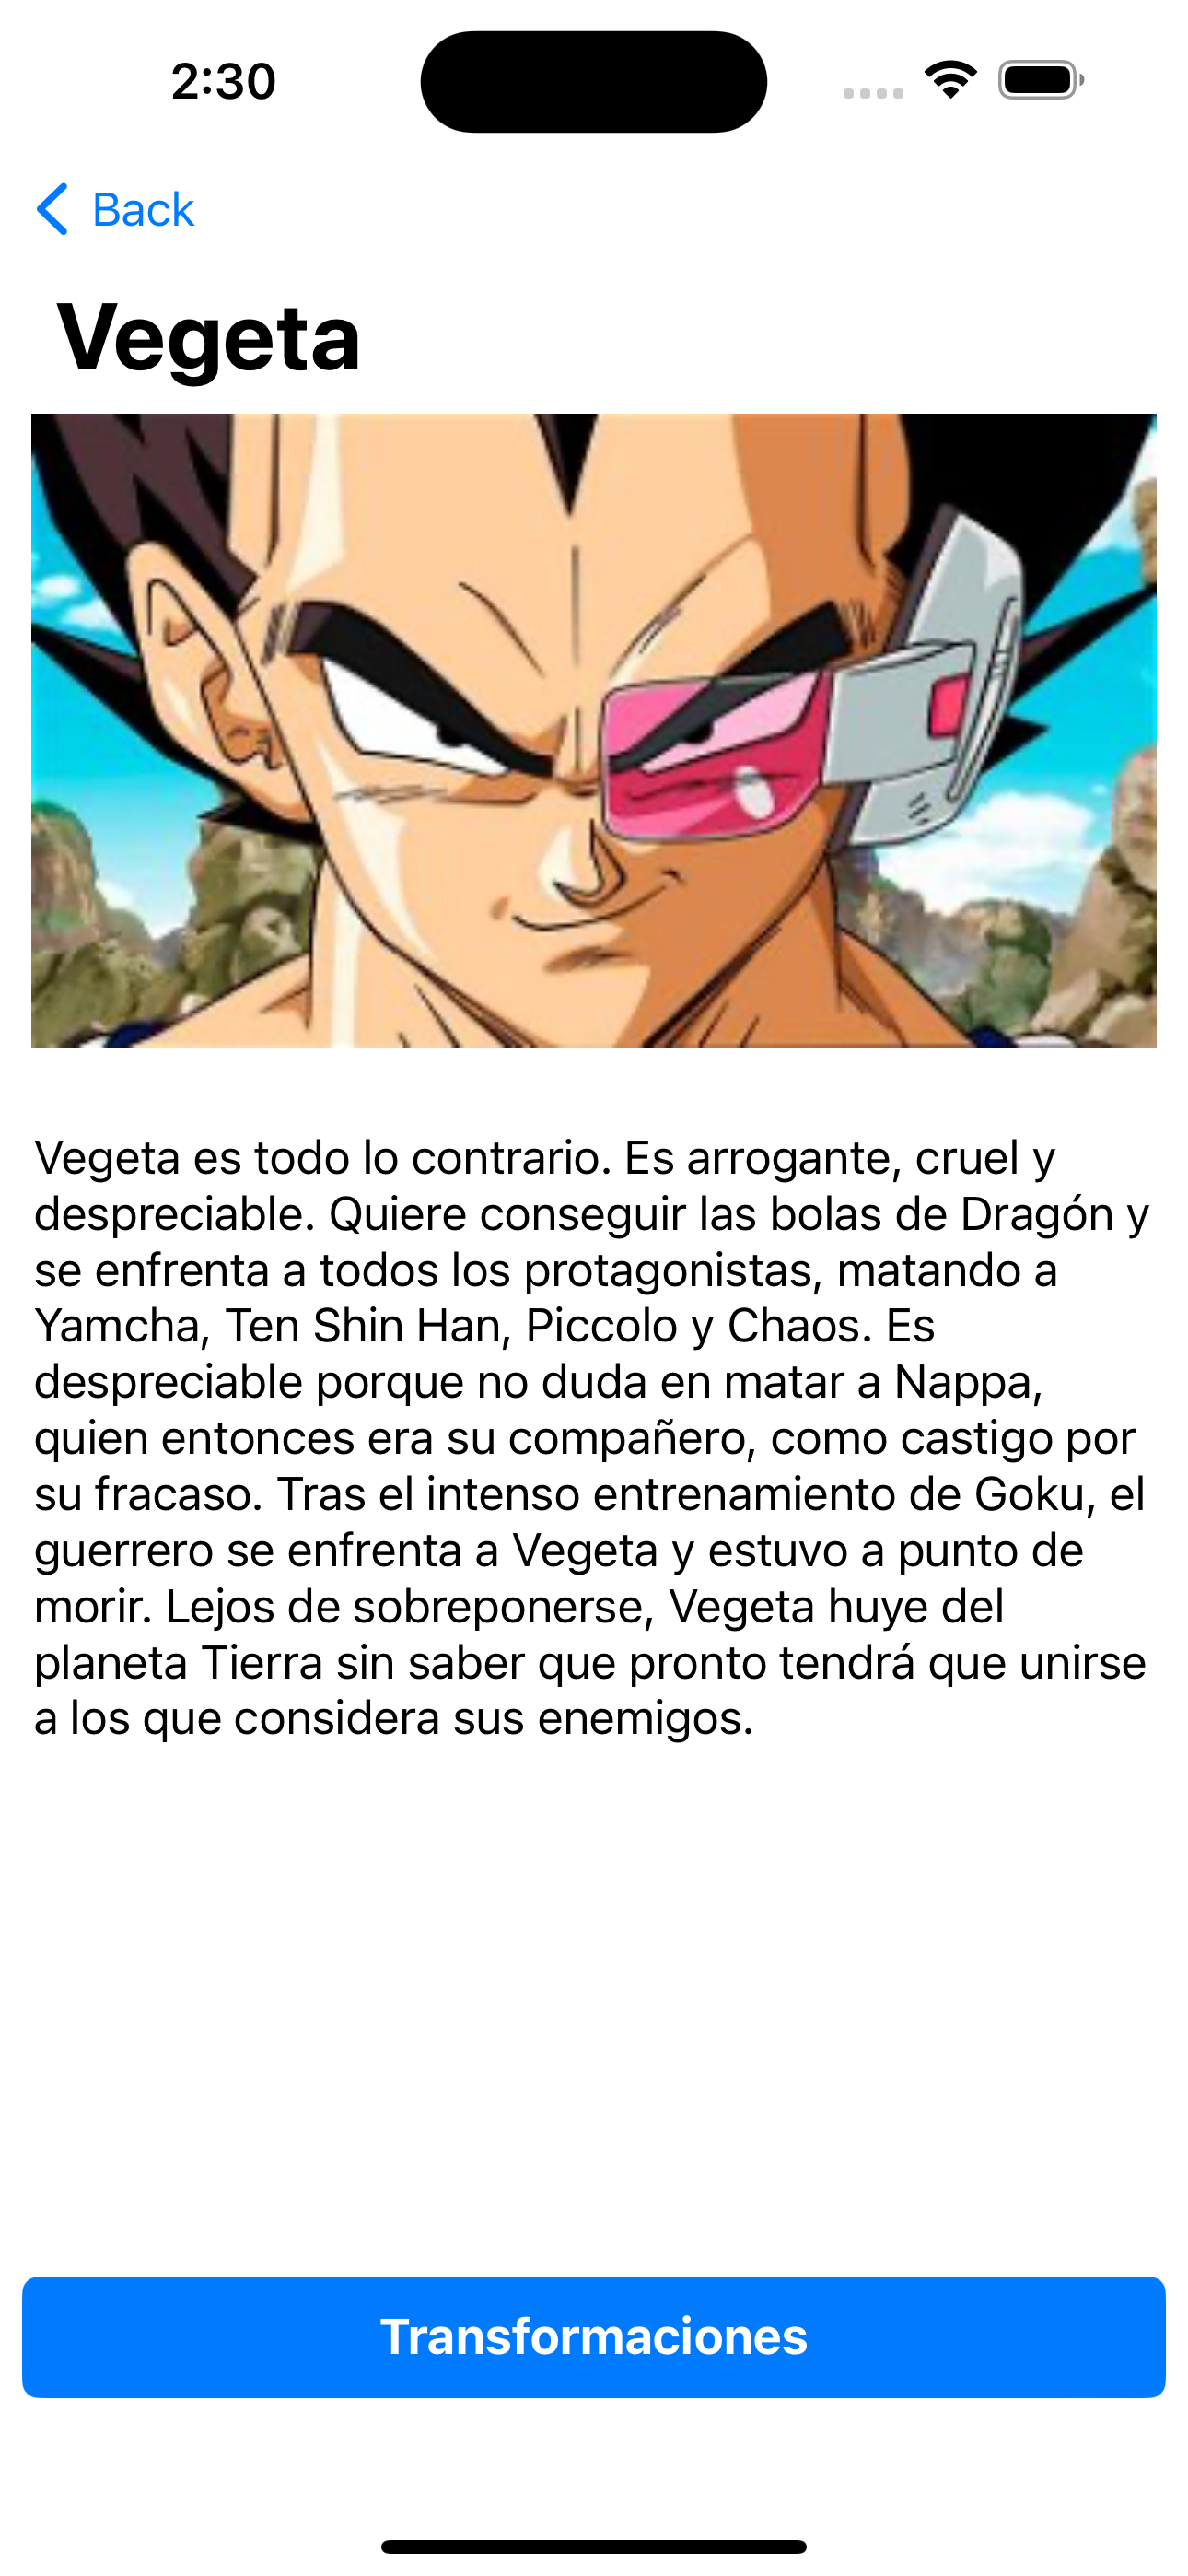 2:30
Back
Vegeta
Vegeta es todo lo contrario. Es arrogante, cruel y
despreciable. Quiere conseguir las bolas de Dragón y
se enfrenta a todos los protagonistas, matando a
Yamcha, Ten Shin Han, Piccolo y Chaos. Es
despreciable porque no duda en matar a Nappa,
quien entonces era su compañero, como castigo por
su fracaso. Tras el intenso entrenamiento de Goku, el
guerrero se enfrenta a Vegeta y estuvo a punto de
morir. Lejos de sobreponerse, Vegeta huye del
planeta Tierra sin saber que pronto tendrá que unirse
a los que considera sus enemigos.
Transformaciones